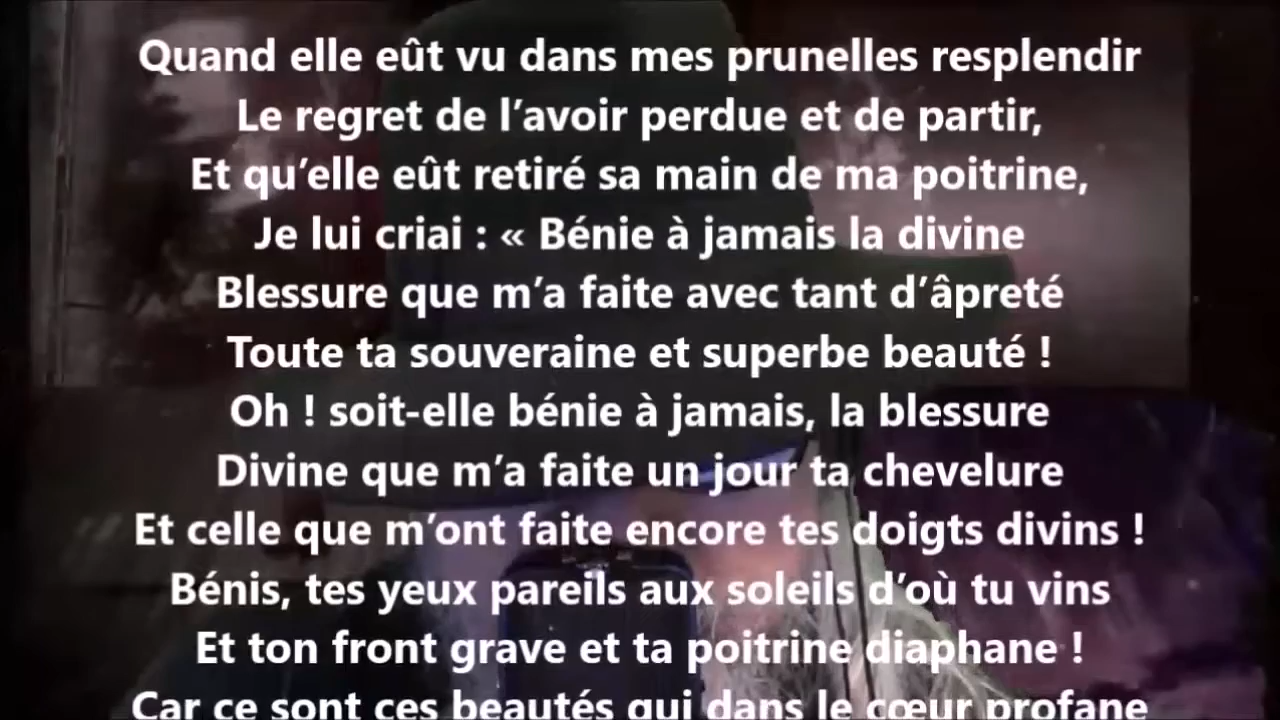 Quand elle eût vu dans mes prunelles resplendir
Le regret de l’avoir perdue et de partir,
Et qu’elle eût retiré sa main de ma poitrine,
Je lui criai : « Bénie à jamais la divine
Blessure que m’a faite avec tant d’âpreté
Toute ta souveraine et superbe beauté !
Oh ! soit-elle bénie à jamais, la blessure
Divine que m’a faite un jour ta chevelure
Et celle que m’ont faite encore tes doigts divins !
Bénis, tes yeux pareils aux soleils d’où tu vins
Et ton front grave et ta poitrine diaphane !
Car ce sont ces beautés qui dans le cœur profane